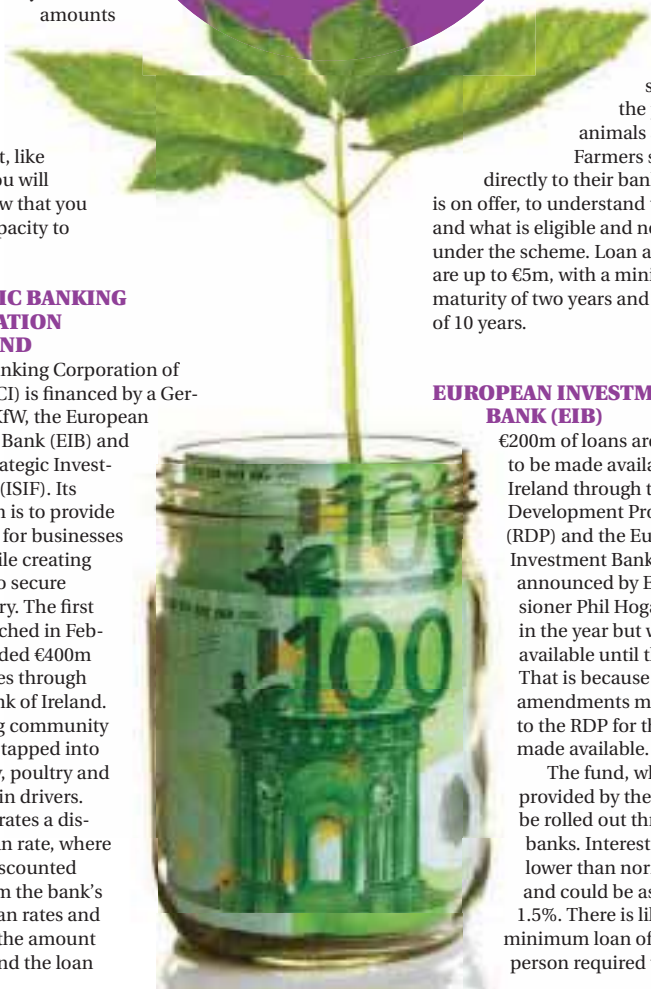 amounts
t, like
ou will
w that you
pacity to
IC BANKING
ATION
ND
nking Corporation of
CI) is financed by a Ger-
KfW, the European
Bank (EIB) and
ategic Invest-
(ISIF). Its
n is to provide
for businesses
ile creating
o secure
ry. The first
ched in Feb-
ded €400m
es through
nk of Ireland.
g community
tapped into
y, poultry and
in drivers.
rates a dis-
an rate, where
scounted
m the bank's
an rates and
the amount
nd the loan
100
100
s
the
animals
Farmers s
directly to their ban
is on offer, to understand
and what is eligible and no
under the scheme. Loan a
are up to €5m, with a mini
maturity of two years and
of 10 years.
EUROPEAN INVESTM
BANK (EIB)
€200m of loans are
to be made availa
Ireland through t
Development Pro
(RDP) and the Eu
Investment Bank
announced by E
sioner Phil Hoga
in the year but w
available until th
That is because
amendments m
to the RDP for th
made available.
The fund, wh
provided by the
be rolled out thr
banks. Interest
lower than nor
and could be as
1.5%. There is lik
minimum loan of
person required